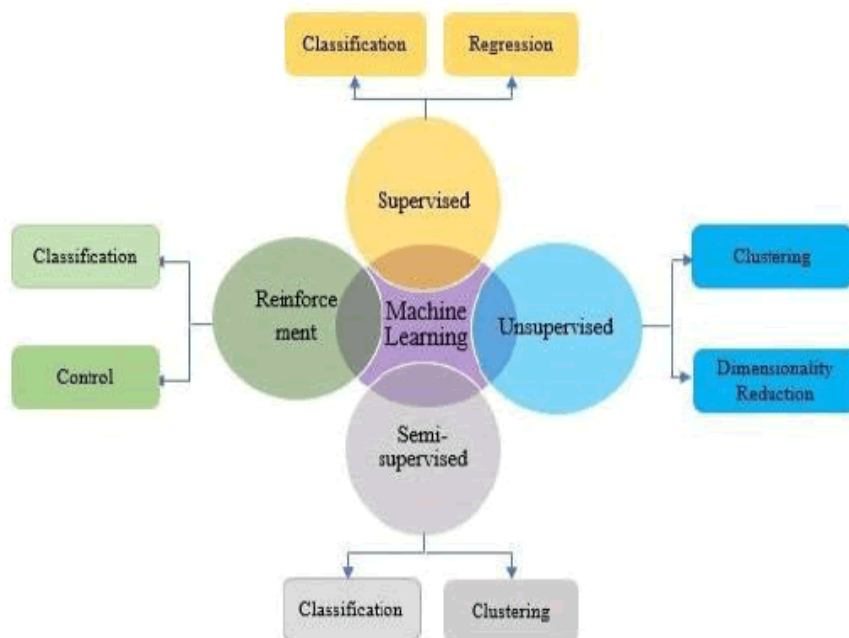 Classification
Regression
Supervised
Classification
Control
Reinforce
ment
Machine
Learning
Unsupervised
Clustering
Dimensionality
Reduction
Semi-
supervised
Classification
Clustering